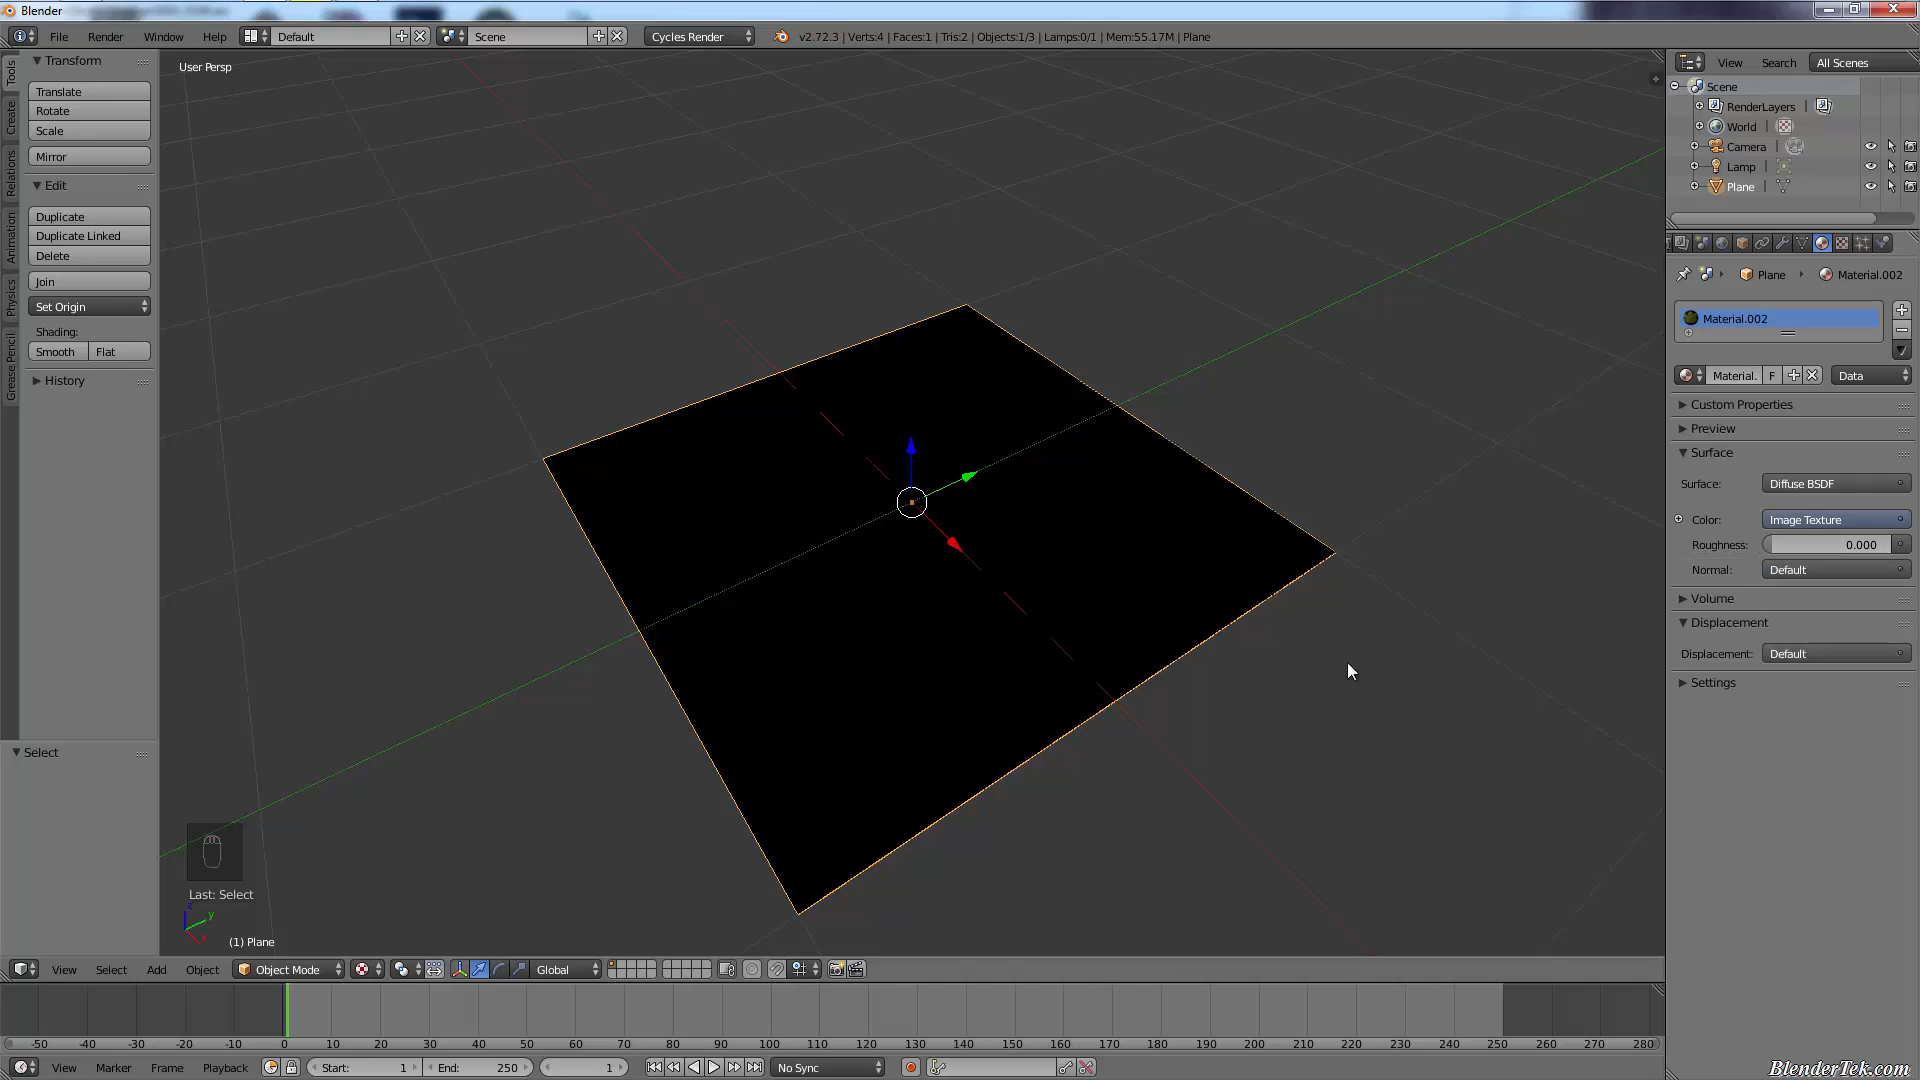 Blender
File Render Window Help Default Scene Cycles Render v2.72.3 | Verts:4 | Faces:1 | Tris:2 | Objects:1/3 | Lamps:0/1 | Mem:55.17M | Plane
Tools
Create
Relations
Animation
Physics
Grease Pencil
Transform
Translate
Rotate
Scale
Mirror
Edit
Duplicate
Duplicate Linked
Delete
Join
Set Origin
Shading:
Smooth Flat
History
Select
User Persp
Last: Select
z
y
x
(1) Plane
View Search All Scenes
Scene
RenderLayers |
World |
Camera |
Lamp |
Plane |
Plane Material.002
Material.002
Material. F Data
Custom Properties
Preview
Surface
Surface: Diffuse BSDF
Color: Image Texture
Roughness: 0.000
Normal: Default
Volume
Displacement
Displacement: Default
Settings
View Select Add Object Object Mode Global
-50 -40 -30 -20 -10 0 10 20 30 40 50 60 70 80 90 100 110 120 130 140 150 160 170 180 190 200 210 220 230 240 250 260 270 280
View Marker Frame Playback Start: 1 End: 250 1 No Sync
BlenderTek.com